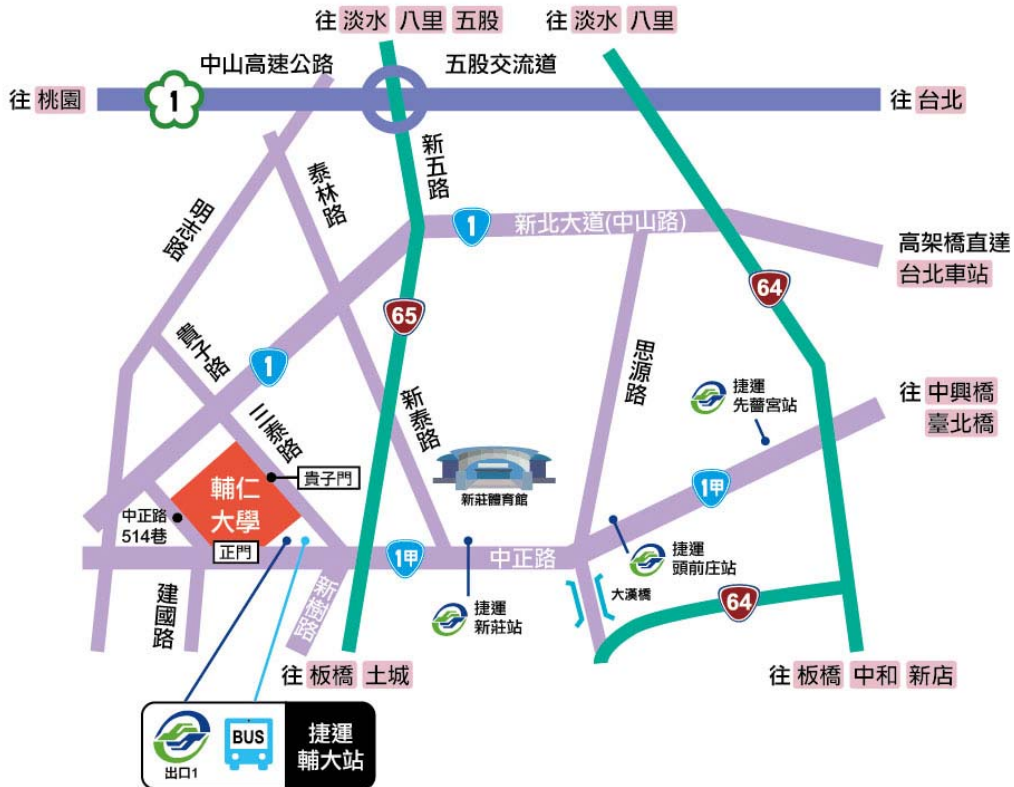 往 淡水 八里 五股
往 淡水 八里
中山高速公路
五股交流道
往 桃園
1
往 台北
新五路
泰林路
明志路
1
新北大道(中山路)
高架橋直達
台北車站
64
65
貴子路
1
思源路
新泰路
三泰路
捷運
先嗇宮站
往 中興橋
臺北橋
新莊體育館
1甲
貴子門
輔仁
大學
中正路
514巷
正門
1甲
中正路
捷運
頭前庄站
大漢橋
64
建國路
新樹路
捷運
新莊站
往 板橋 土城
往 板橋 中和 新店
BUS
出口1
捷運
輔大站